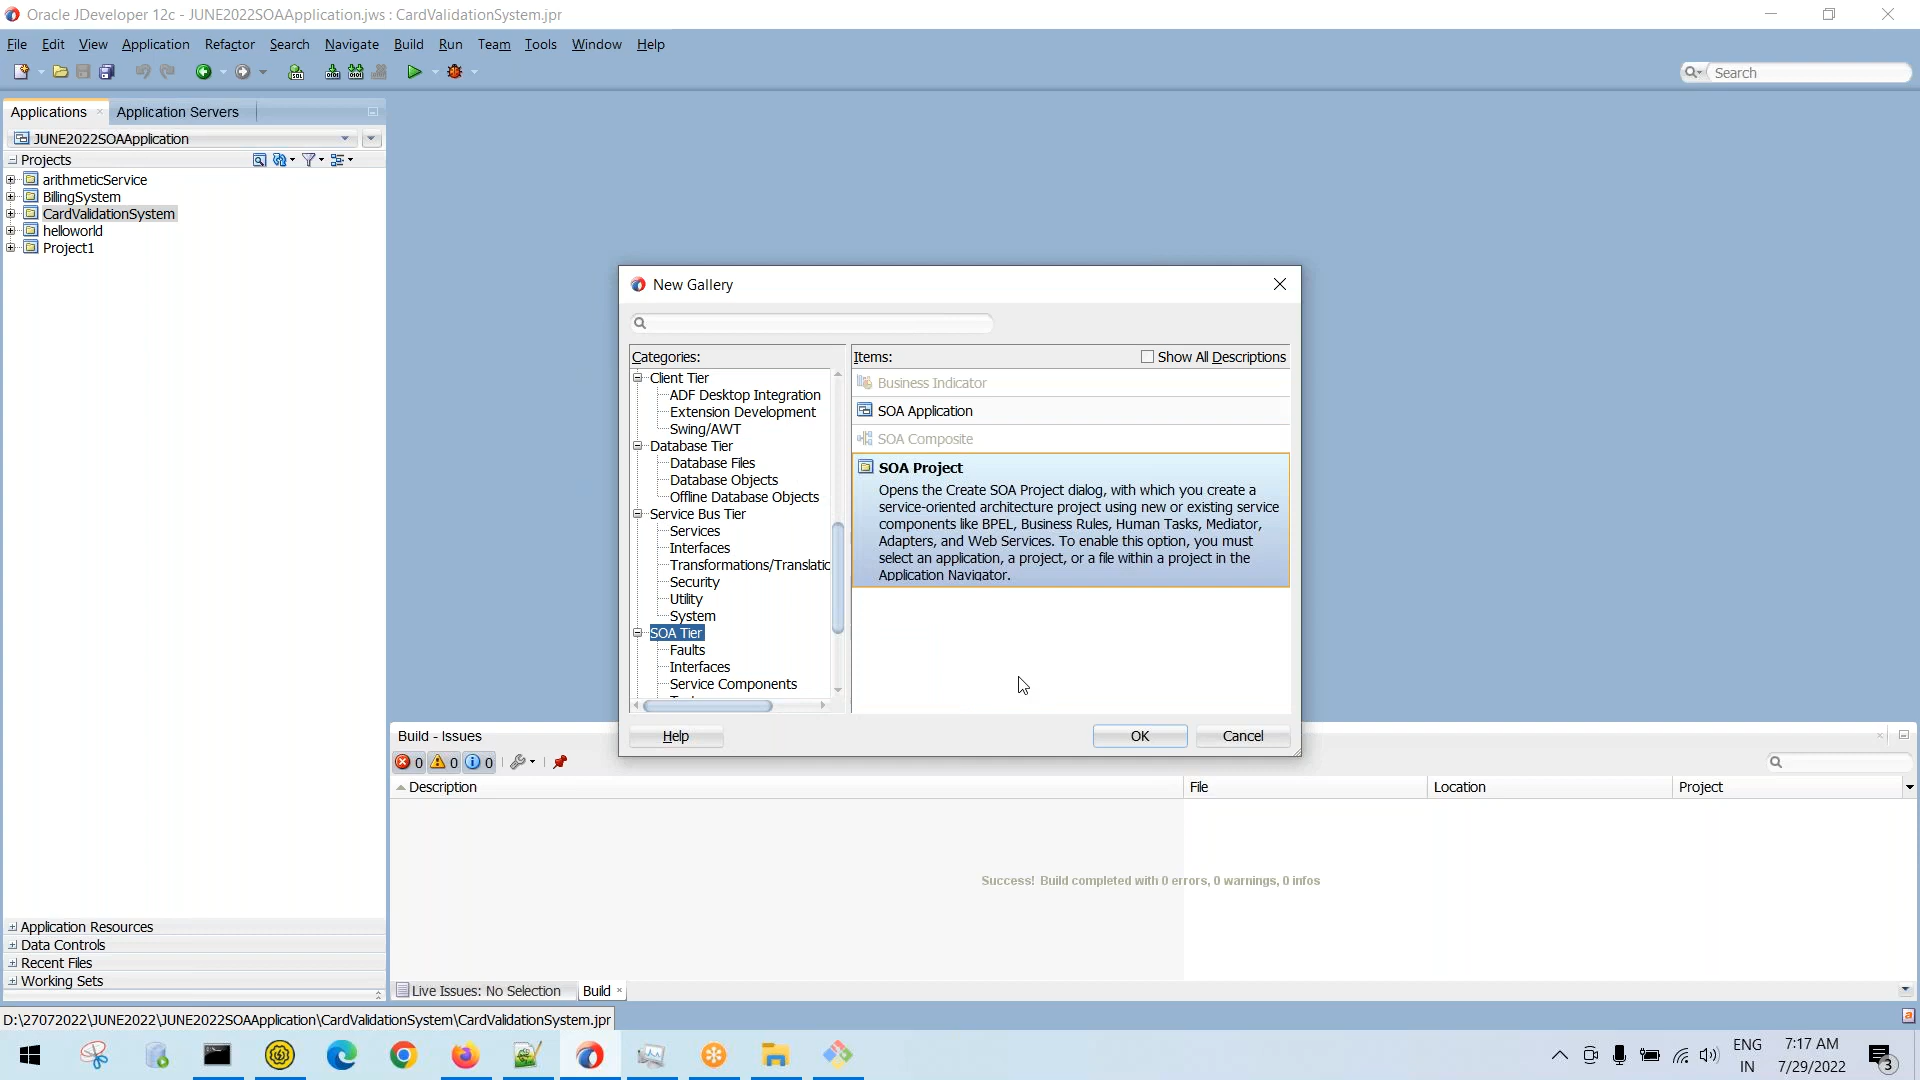 Oracle JDeveloper 12c - JUNE2022SOAApplication.jws : CardValidationSystem.jpr
File Edit View Application Refactor Search Navigate Build Run Team Tools Window Help
Search
Applications Application Servers
JUNE2022SOAApplication
Projects
arithmeticService
BillingSystem
CardValidationSystem
helloworld
Project1
New Gallery
Categories:
Client Tier
ADF Desktop Integration
Extension Development
Swing/AWT
Database Tier
Database Files
Database Objects
Offline Database Objects
Service Bus Tier
Services
Interfaces
Transformations/Translatio
Security
Utility
System
SOA Tier
Faults
Interfaces
Service Components
Items: Show All Descriptions
Business Indicator
SOA Application
SOA Composite
SOA Project
Opens the Create SOA Project dialog, with which you create a
service-oriented architecture project using new or existing service
components like BPEL, Business Rules, Human Tasks, Mediator,
Adapters, and Web Services. To enable this option, you must
select an application, a project, or a file within a project in the
Application Navigator.
Help OK Cancel
Build - Issues
0 0 0
Description File Location Project
Success! Build completed with 0 errors, 0 warnings, 0 infos
Application Resources
Data Controls
Recent Files
Working Sets
Live Issues: No Selection Build
D:\27072022\JUNE2022\JUNE2022SOAApplication\CardValidationSystem\CardValidationSystem.jpr
ENG
IN
7:17 AM
7/29/2022
3